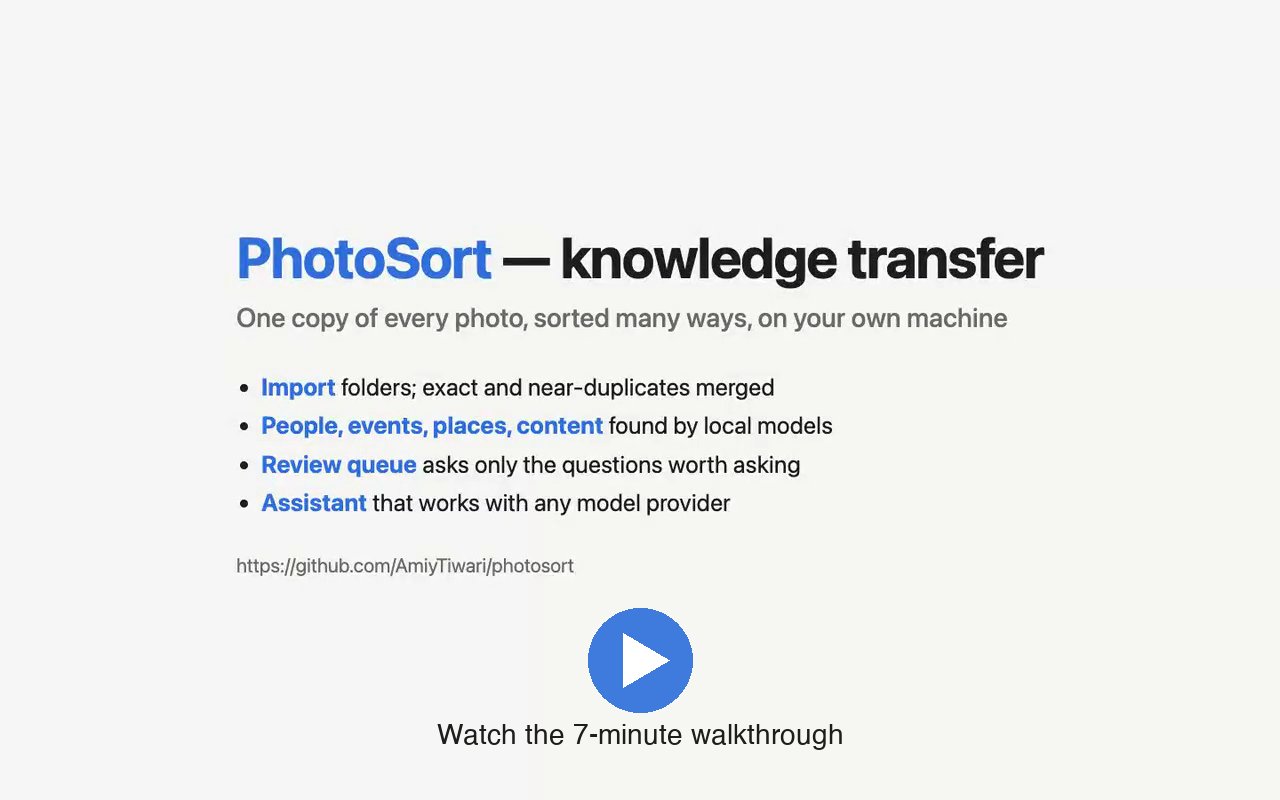 PhotoSort — knowledge transfer
One copy of every photo, sorted many ways, on your own machine
• Import folders; exact and near-duplicates merged
• People, events, places, content found by local models
• Review queue asks only the questions worth asking
• Assistant that works with any model provider
https://github.com/AmiyTiwari/photosort
Watch the 7-minute walkthrough